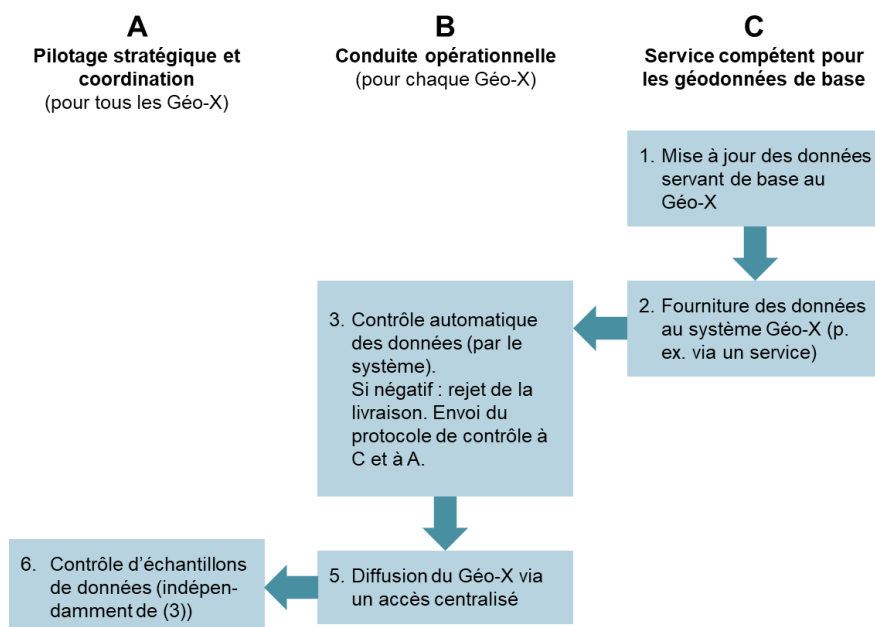 A
Pilotage stratégique et
coordination
(pour tous les Géo-X)
B
Conduite opérationnelle
(pour chaque Géo-X)
C
Service compétent pour
les géodonnées de base
1. Mise à jour des données
servant de base au
Géo-X
2. Fourniture des données
au système Géo-X (p.
ex. via un service)
3. Contrôle automatique
des données (par le
système).
Si négatif : rejet de la
livraison. Envoi du
protocole de contrôle à
C et à A.
5. Diffusion du Géo-X via
un accès centralisé
6. Contrôle d'échantillons
de données (indépen-
damment de (3))